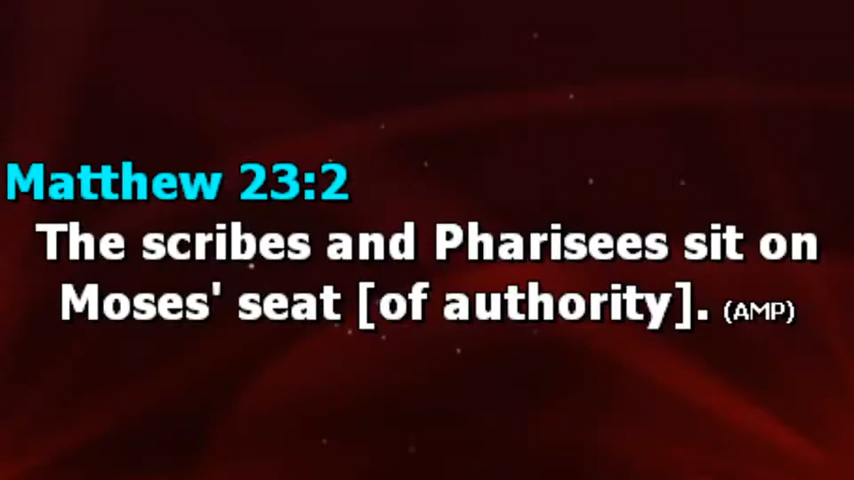 Matthew 23:2
The scribes and Pharisees sit on
Moses' seat [of authority]. (AMP)